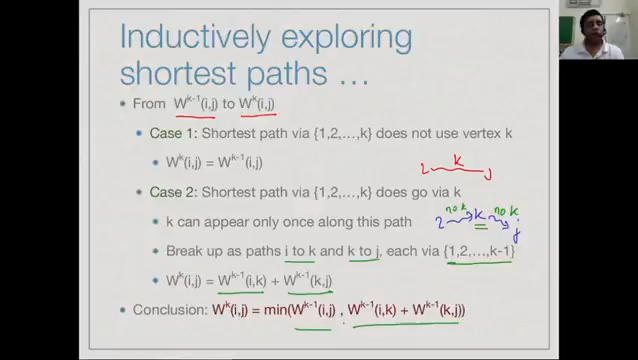 Inductively exploring
shortest paths …
From W^k-1(i,j) to W^k(i,j)
Case 1: Shortest path via {1,2,…,k} does not use vertex k
W^k(i,j) = W^k-1(i,j)
k
i j
Case 2: Shortest path via {1,2,…,k} does go via k
no k no k
i k j
k can appear only once along this path
Break up as paths i to k and k to j, each via {1,2,…,k-1}
W^k(i,j) = W^k-1(i,k) + W^k-1(k,j)
Conclusion: W^k(i,j) = min(W^k-1(i,j) , W^k-1(i,k) + W^k-1(k,j))